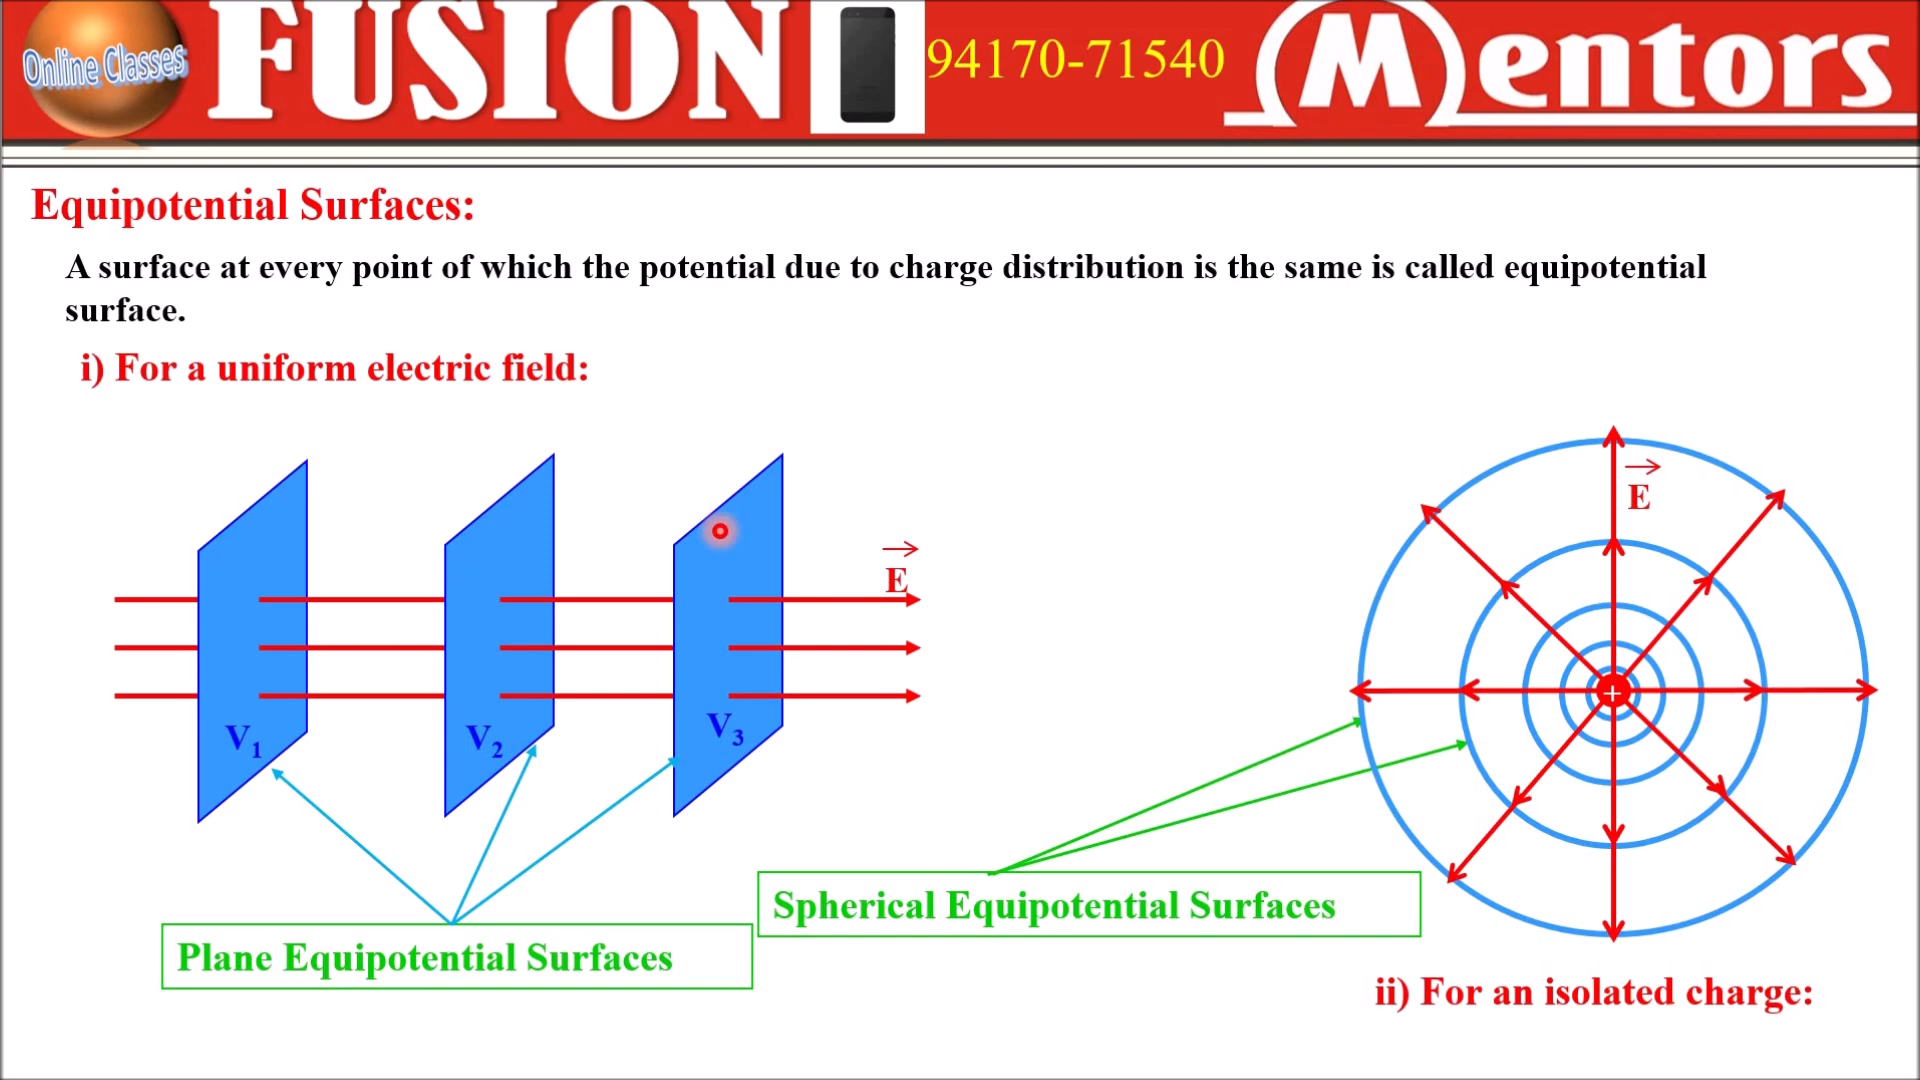 Online Classes
FUSION
94170-71540
Mentors
Equipotential Surfaces:
A surface at every point of which the potential due to charge distribution is the same is called equipotential
surface.
i) For a uniform electric field:
E
E
V1
V2
V3
+
Spherical Equipotential Surfaces
Plane Equipotential Surfaces
ii) For an isolated charge: